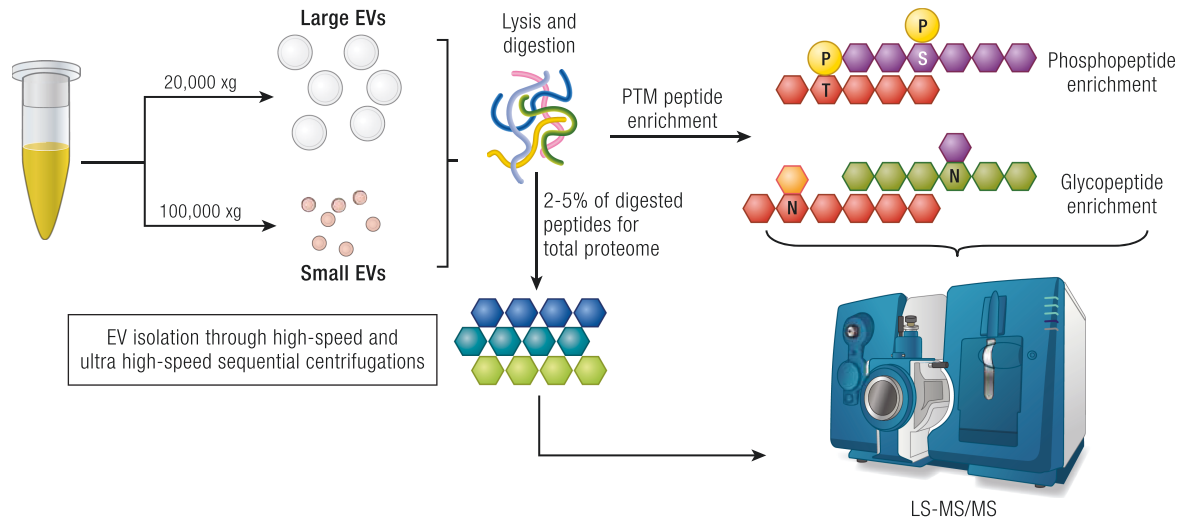 Large EVs
20,000 xg
100,000 xg
Small EVs
EV isolation through high-speed and
ultra high-speed sequential centrifugations
Lysis and
digestion
2-5% of digested
peptides for
total proteome
PTM peptide
enrichment
P
P
S
T
Phosphopeptide
enrichment
N
N
Glycopeptide
enrichment
LS-MS/MS